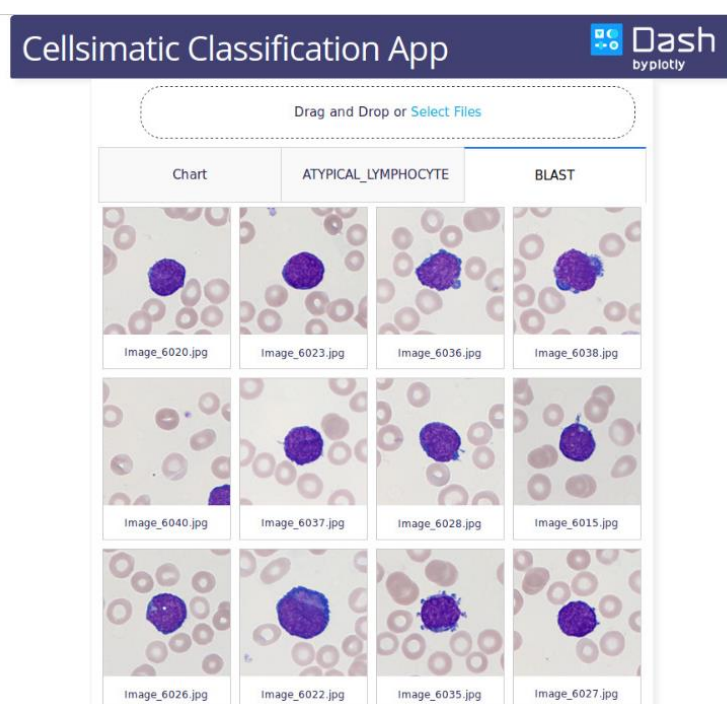 Cellsimatic Classification App
Dash
by plotly
Drag and Drop or Select Files
Chart
ATYPICAL_LYMPHOCYTE
BLAST
Image_6020.jpg
Image_6023.jpg
Image_6036.jpg
Image_6038.jpg
Image_6040.jpg
Image_6037.jpg
Image_6028.jpg
Image_6015.jpg
Image_6026.jpg
Image_6022.jpg
Image_6035.jpg
Image_6027.jpg